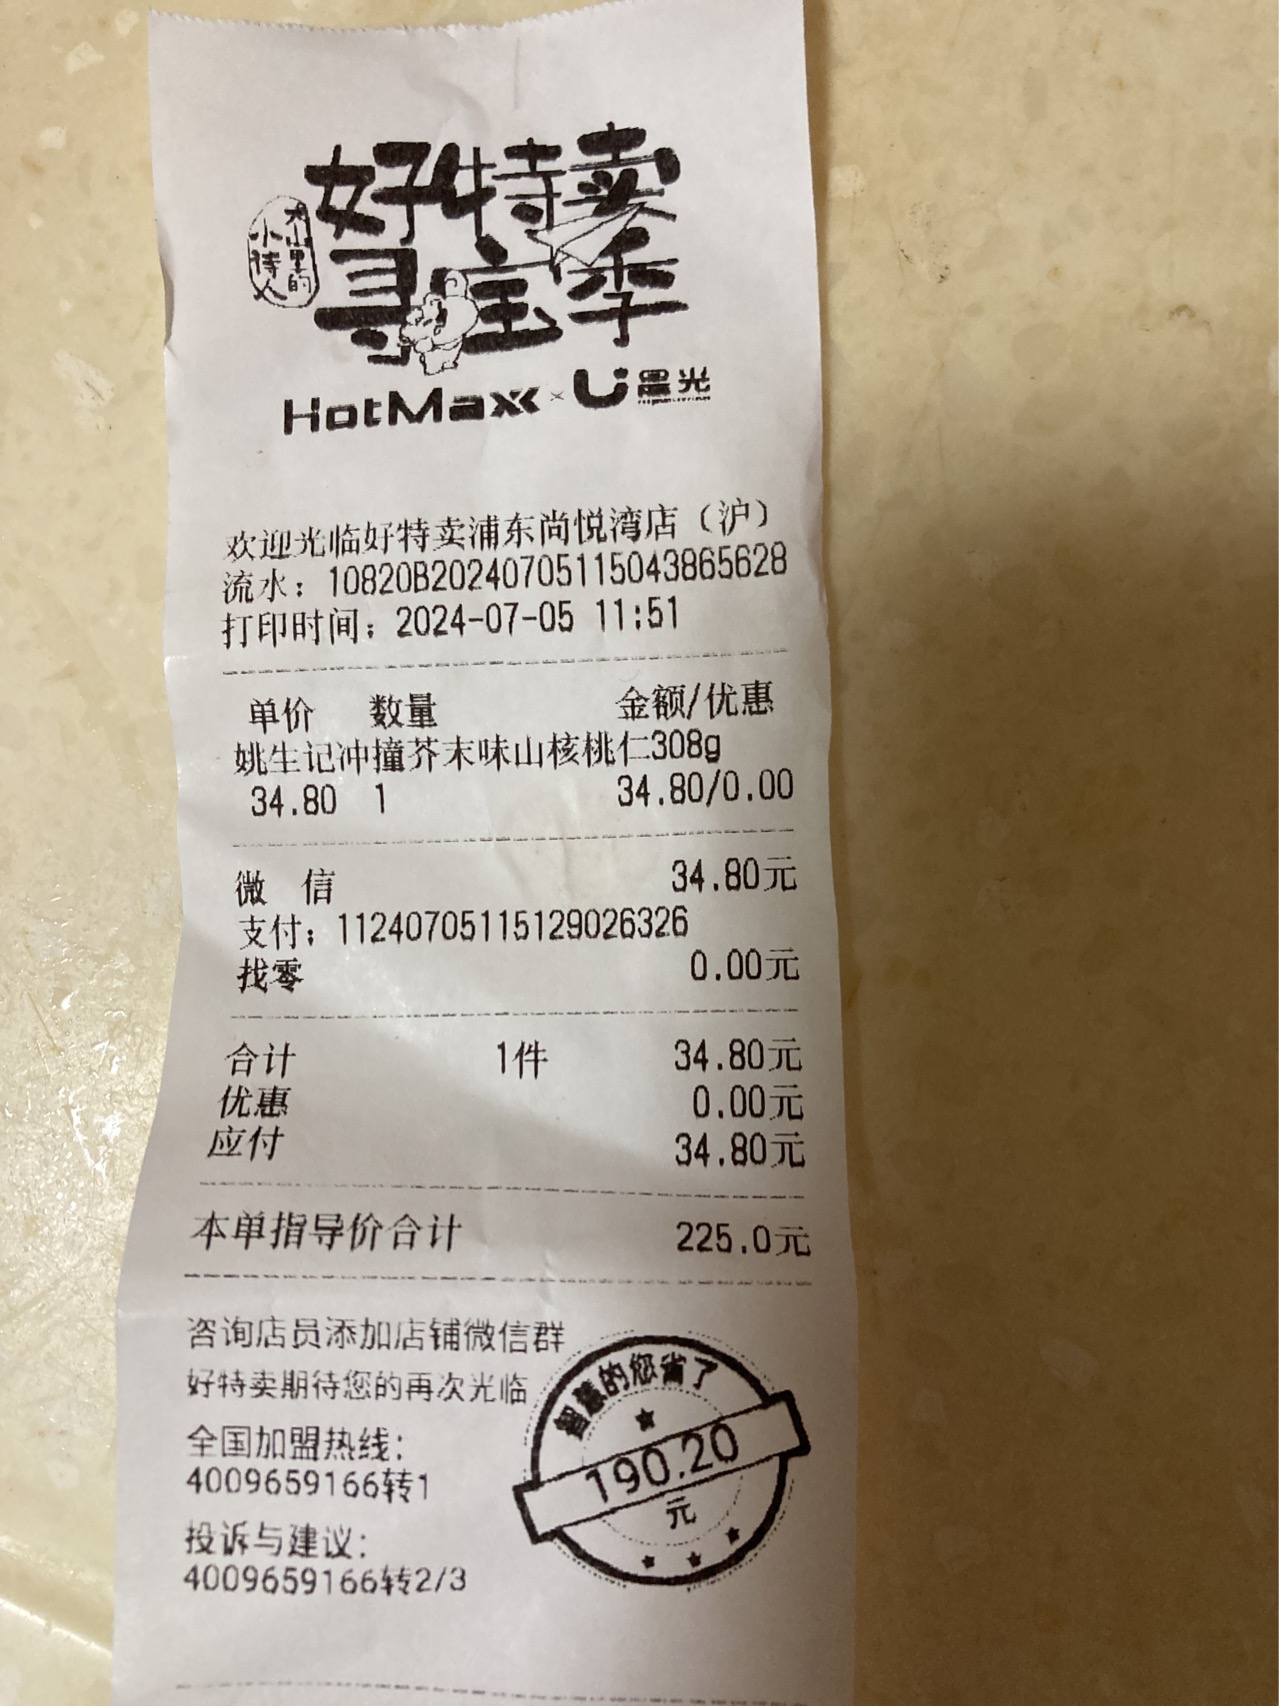 好特卖
寻宝季
大山里的
小诗人
HotMaxx × U 星光
欢迎光临好特卖浦东尚悦湾店（沪）
流水：10820B20240705115043865628
打印时间：2024-07-05 11:51
单价 数量 金额/优惠
姚生记冲撞芥末味山核桃仁308g
34.80 1 34.80/0.00
微 信 34.80元
支付：11240705115129026326
找零 0.00元
合计 1件 34.80元
优惠 0.00元
应付 34.80元
本单指导价合计 225.0元
咨询店员添加店铺微信群
好特卖期待您的再次光临
全国加盟热线：
4009659166转1
投诉与建议：
4009659166转2/3
智慧的您省了
190.20
元